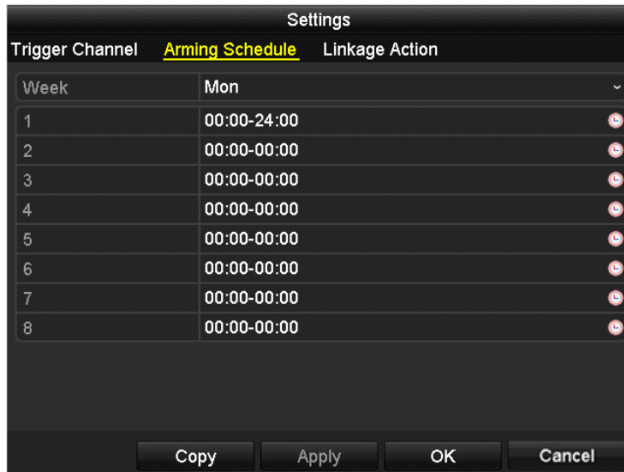 Settings
Trigger Channel Arming Schedule Linkage Action
Week Mon
1 00:00-24:00
2 00:00-00:00
3 00:00-00:00
4 00:00-00:00
5 00:00-00:00
6 00:00-00:00
7 00:00-00:00
8 00:00-00:00
Copy Apply OK Cancel